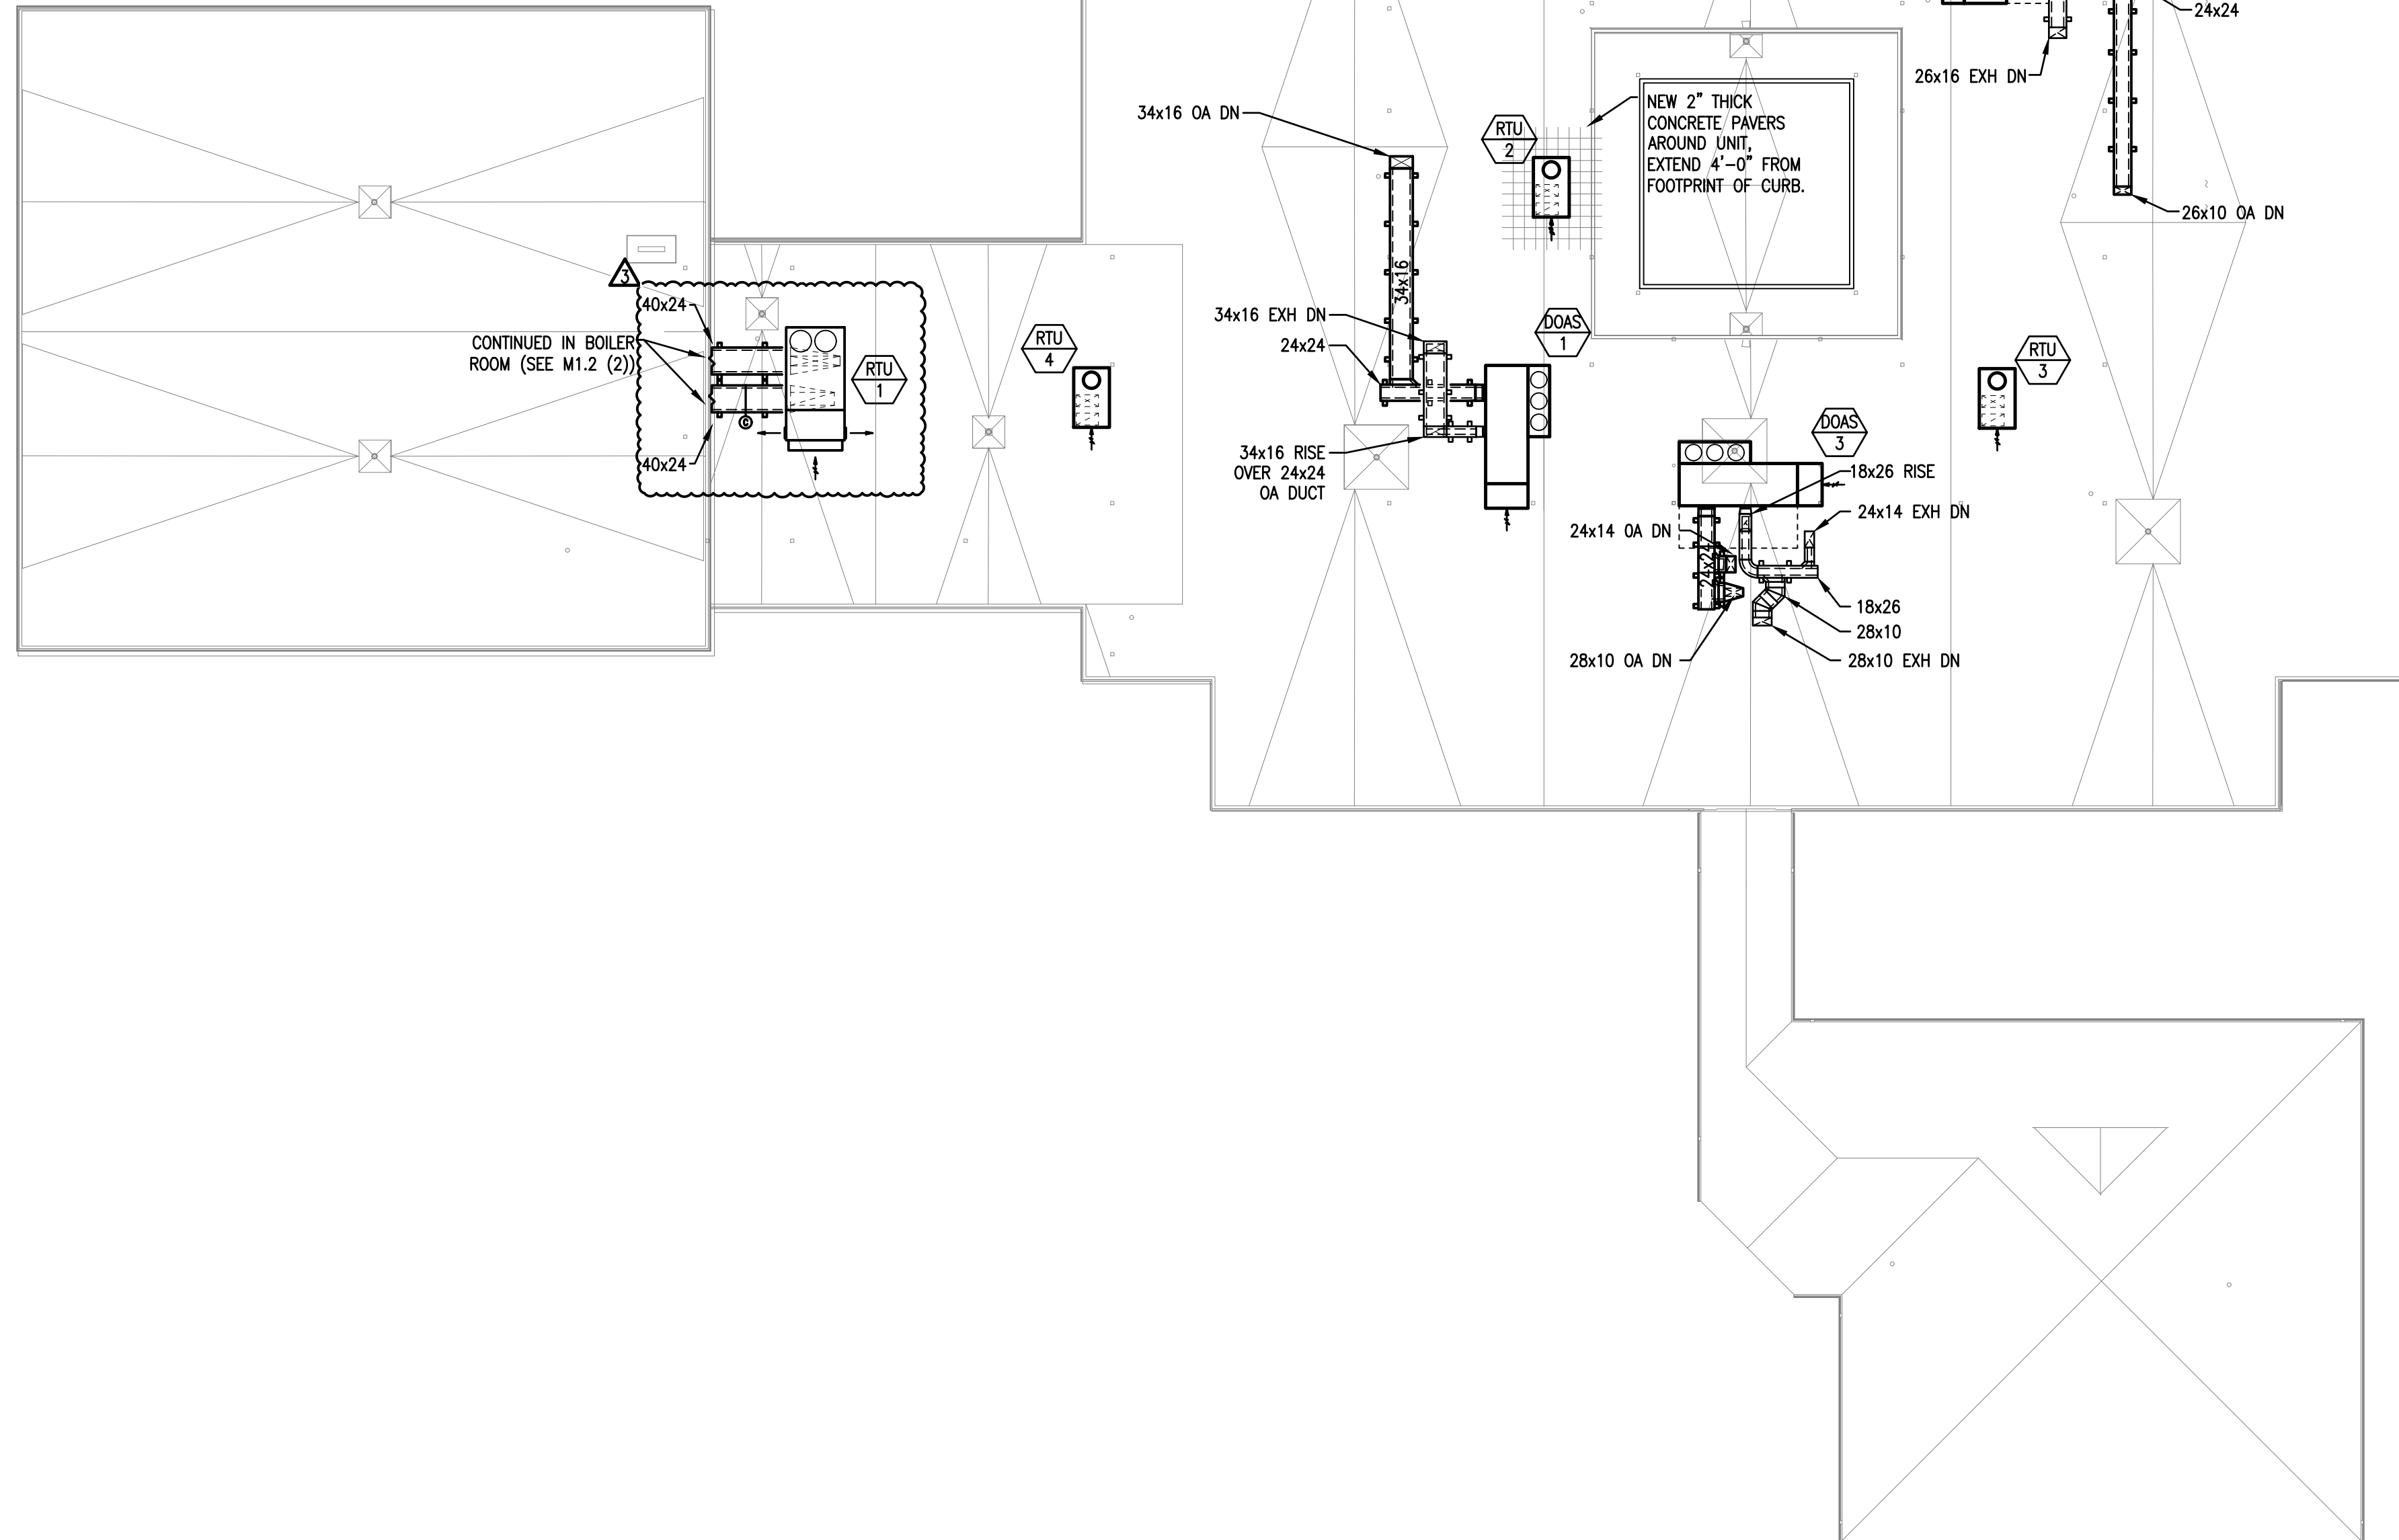 24x24
26x16 EXH DN
34x16 OA DN
NEW 2" THICK
CONCRETE PAVERS
AROUND UNIT,
EXTEND 4'-0" FROM
FOOTPRINT OF CURB.
RTU
2
26x10 OA DN
34x16
3
40x24
CONTINUED IN BOILER
ROOM (SEE M1.2 (2))
RTU
1
40x24
C
RTU
4
34x16 EXH DN
24x24
DOAS
1
34x16 RISE
OVER 24x24
OA DUCT
RTU
3
DOAS
3
18x26 RISE
24x14 EXH DN
24x14 OA DN
24x24
18x26
28x10
28x10 OA DN
28x10 EXH DN